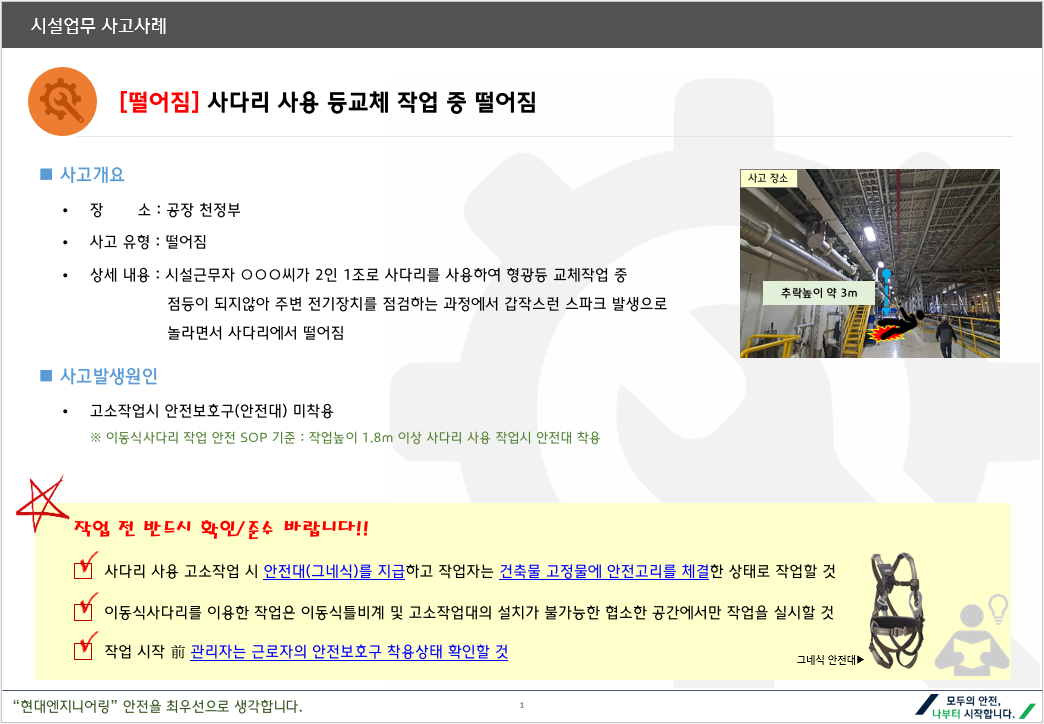 시설업무 사고사례
[떨어짐] 사다리 사용 등교체 작업 중 떨어짐
■ 사고개요
• 장 소 : 공장 천정부
• 사고 유형 : 떨어짐
• 상세 내용 : 시설근무자 ○○○씨가 2인 1조로 사다리를 사용하여 형광등 교체작업 중
점등이 되지않아 주변 전기장치를 점검하는 과정에서 갑작스런 스파크 발생으로
놀라면서 사다리에서 떨어짐
사고 장소
추락높이 약 3m
■ 사고발생원인
• 고소작업시 안전보호구(안전대) 미착용
※ 이동식사다리 작업 안전 SOP 기준 : 작업높이 1.8m 이상 사다리 사용 작업시 안전대 착용
작업 전 반드시 확인/준수 바랍니다!!
사다리 사용 고소작업 시 안전대(그네식)를 지급하고 작업자는 건축물 고정물에 안전고리를 체결한 상태로 작업할 것
이동식사다리를 이용한 작업은 이동식틀비계 및 고소작업대의 설치가 불가능한 협소한 공간에서만 작업을 실시할 것
작업 시작 前 관리자는 근로자의 안전보호구 착용상태 확인할 것
그네식 안전대▶
“현대엔지니어링” 안전을 최우선으로 생각합니다.
1
모두의 안전,
나부터 시작합니다.